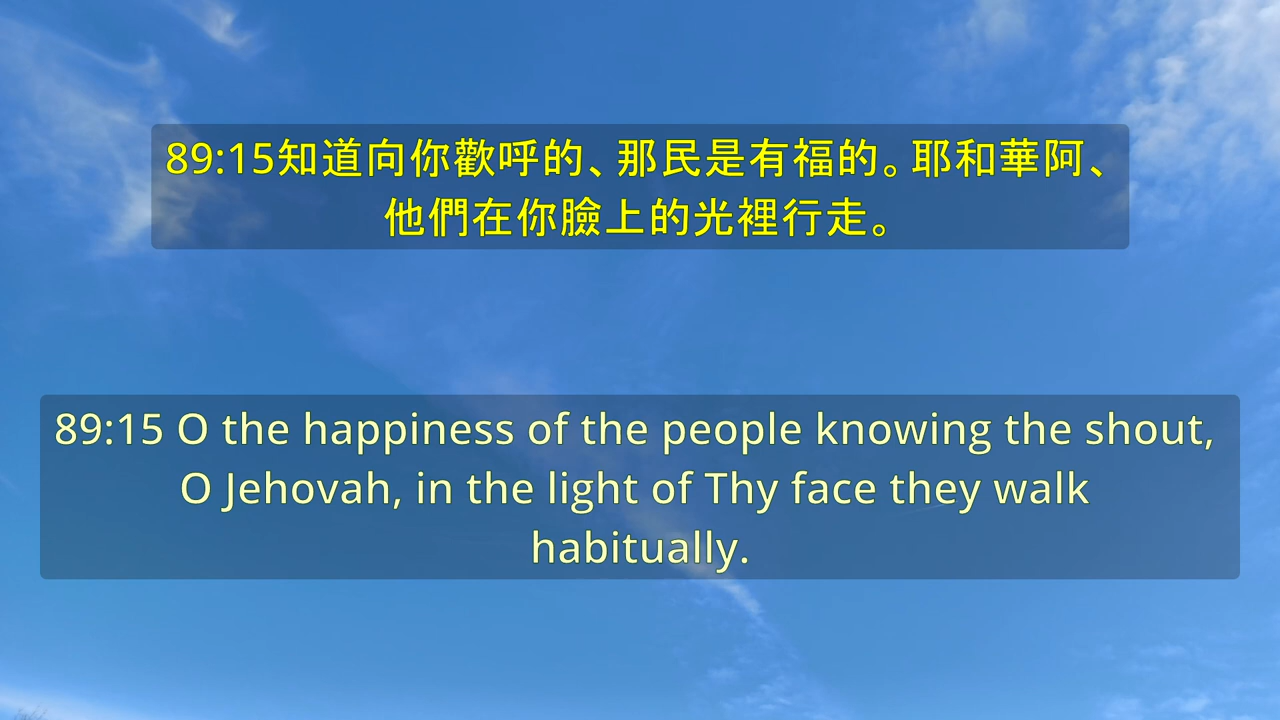 89:15知道向你歡呼的、那民是有福的。耶和華阿、
他們在你臉上的光裡行走。
89:15 O the happiness of the people knowing the shout,
O Jehovah, in the light of Thy face they walk
habitually.